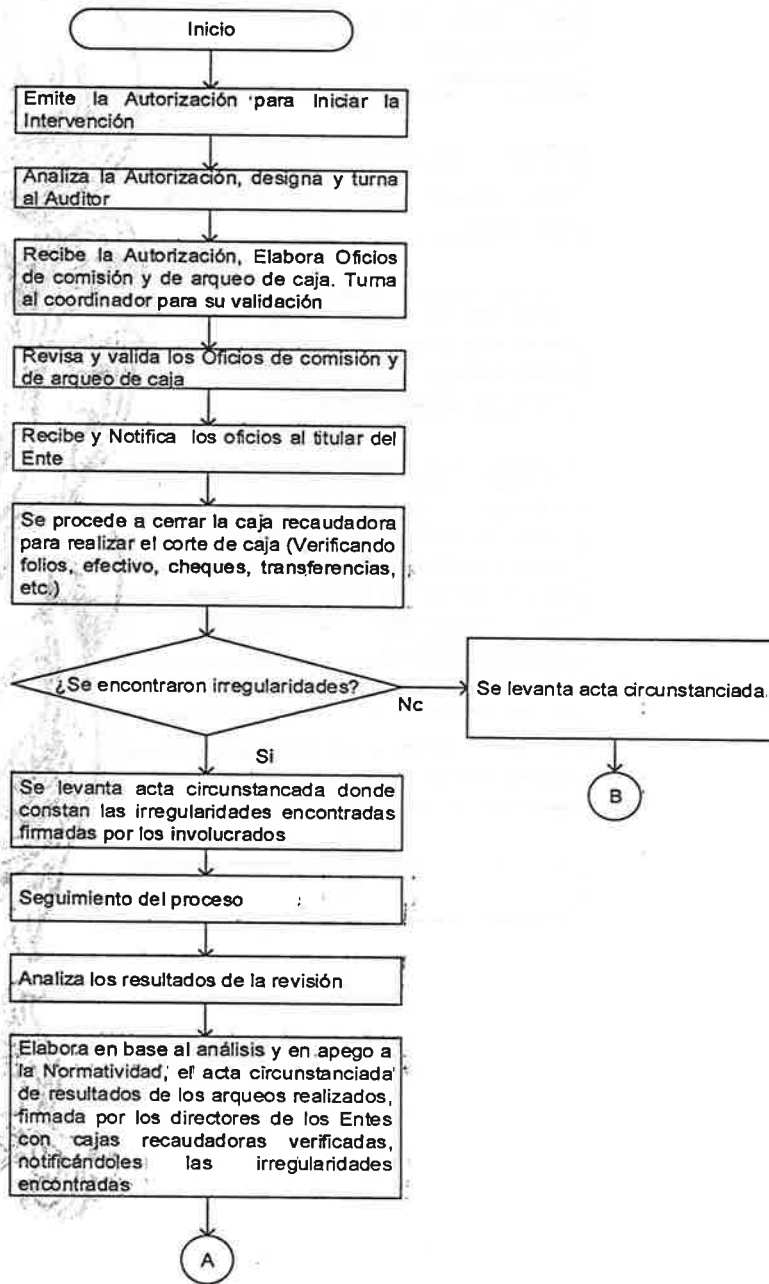 Inicio
Emite la Autorización para Iniciar la
Intervención
Analiza la Autorización, designa y turna
al Auditor
Recibe la Autorización, Elabora Oficios
de comisión y de arqueo de caja. Turna
al coordinador para su validación
Revisa y valida los Oficios de comisión y
de arqueo de caja
Recibe y Notifica los oficios al titular del
Ente
Se procede a cerrar la caja recaudadora
para realizar el corte de caja (Verificando
folios, efectivo, cheques, transferencias,
etc.)
¿Se encontraron irregularidades?
No
Se levanta acta circunstanciada.
B
Si
Se levanta acta circunstancada donde
constan las irregularidades encontradas
firmadas por los involucrados
Seguimiento del proceso
Analiza los resultados de la revisión
Elabora en base al análisis y en apego a
la Normatividad, el acta circunstanciada
de resultados de los arqueos realizados,
firmada por los directores de los Entes
con cajas recaudadoras verificadas,
notificándoles las irregularidades
encontradas
A